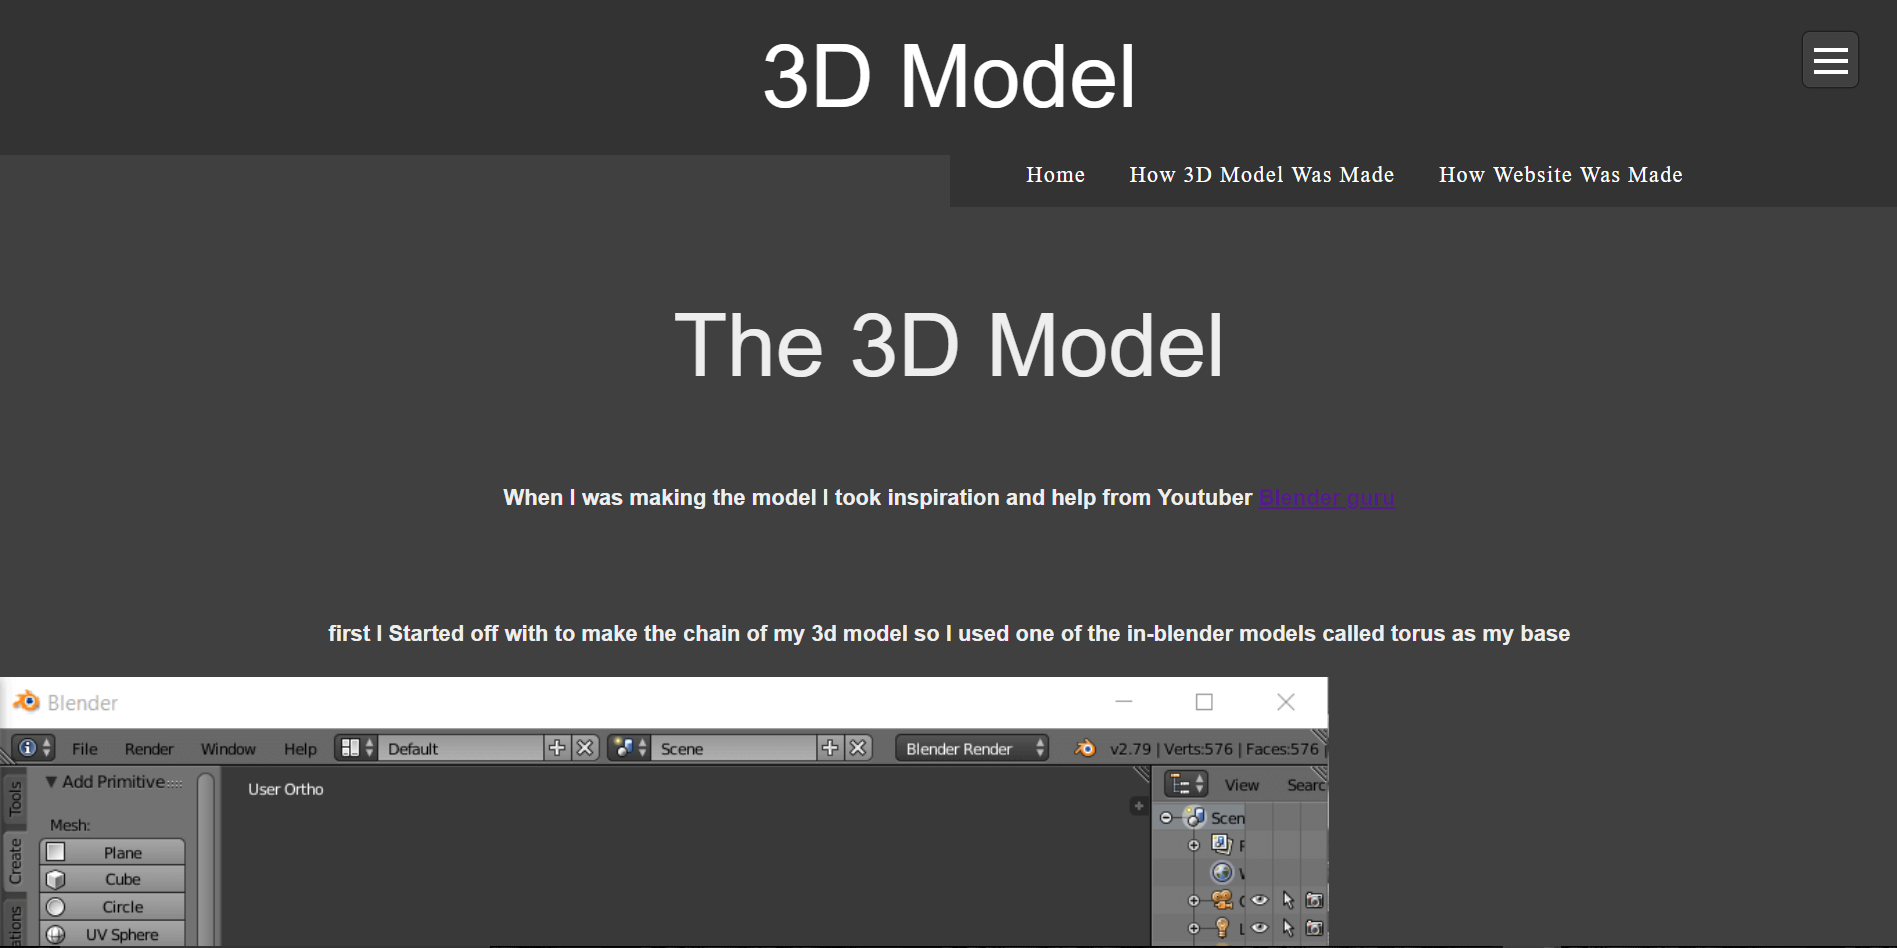 3D Model
Home How 3D Model Was Made How Website Was Made
The 3D Model
When I was making the model I took inspiration and help from Youtuber Blender guru
first I Started off with to make the chain of my 3d model so I used one of the in-blender models called torus as my base
Blender
File Render Window Help Default Scene Blender Render v2.79 | Verts:576 | Faces:576 |
Tools
Add Primitive
User Ortho
View Searc
Mesh:
Scen
Create
Plane
Cube
Circle
UV Sphere